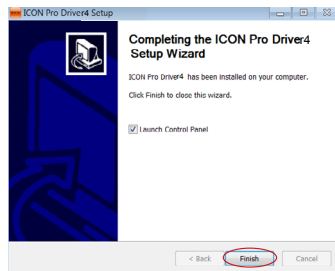 ICON Pro Driver4 Setup
Completing the ICON Pro Driver4
Setup Wizard
ICON Pro Driver4 has been installed on your computer.
Click Finish to close this wizard.
Launch Control Panel
< Back Finish Cancel